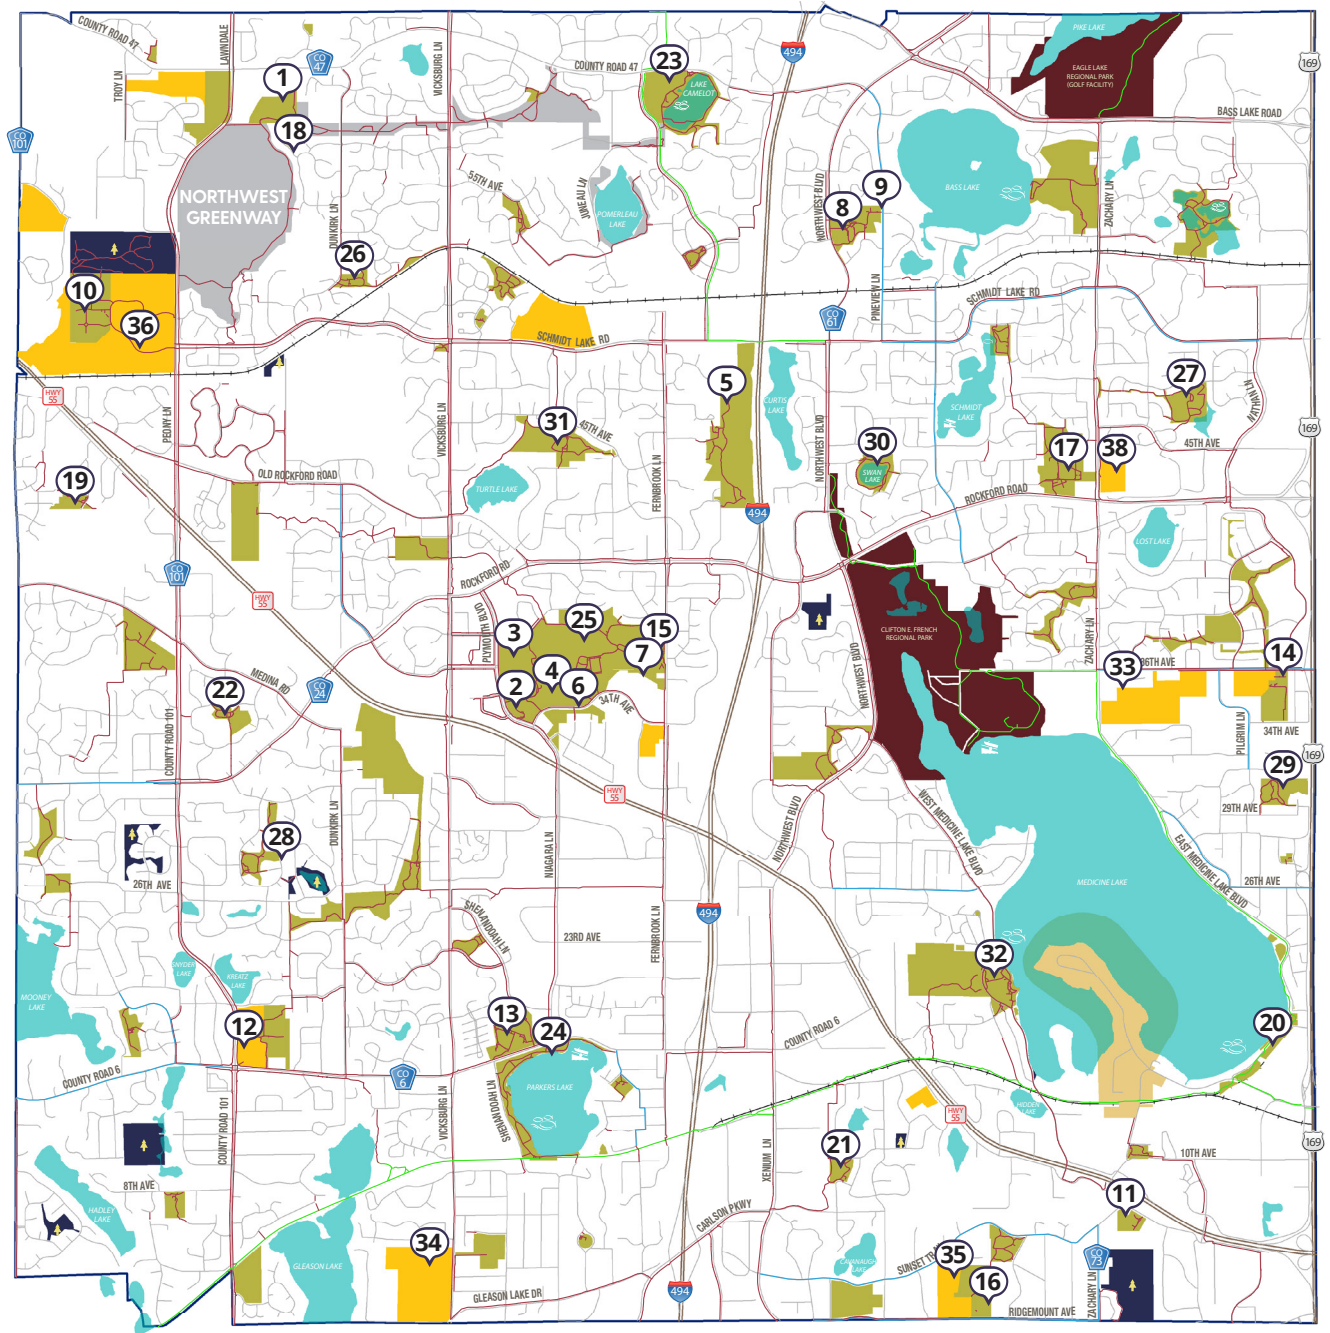 COUNTY ROAD 47
LAWNDALE
TROY LN
1
CO
47
VICKSBURG LN
COUNTY ROAD 47
23
LAKE
CAMELOT
494
PIKE LAKE
EAGLE LAKE
REGIONAL PARK
(GOLF FACILITY)
169
BASS LAKE ROAD
CO
101
18
NORTHWEST
GREENWAY
DUNKIRK LN
55TH AVE
JUNEAU LN
POMERLEAU
LAKE
NORTHWEST BLVD
8
9
BASS LAKE
ZACHARY LN
26
10
36
SCHMIDT LAKE RD
CO
61
PINEVIEW LN
SCHMIDT LAKE RD
HWY
55
PEONY LN
VICKSBURG LN
31
45TH AVE
5
CURTIS
LAKE
NORTHWEST BLVD
SCHMIDT
LAKE
27
NATHAN LN
45TH AVE
169
19
OLD ROCKFORD ROAD
TURTLE LAKE
FERNBROOK LN
494
30
SWAN
LAKE
17
38
ROCKFORD ROAD
LOST LAKE
CO
101
HWY
55
ROCKFORD RD
PLYMOUTH BLVD
3
25
15
7
4
2
6
34TH AVE
CLIFTON E. FRENCH
REGIONAL PARK
NORTHWEST BLVD
ZACHARY LN
33
36TH AVE
14
PILGRIM LN
34TH AVE
22
MEDINA RD
CO
24
COUNTY ROAD 101
169
29
29TH AVE
HWY
55
NORTHWEST BLVD
WEST MEDICINE LAKE BLVD
EAST MEDICINE LAKE BLVD
26TH AVE
MEDICINE LAKE
28
DUNKIRK LN
26TH AVE
NIAGARA LN
SHENANDOAH LN
23RD AVE
FERNBROOK LN
494
32
SNYDER
LAKE
KREATZ
LAKE
MOONEY
LAKE
12
13
24
COUNTY ROAD 6
20
COUNTY ROAD 6
CO
6
PARKERS LAKE
SHENANDOAH LN
VICKSBURG LN
COUNTY ROAD 101
HIDDEN
LAKE
HWY
55
169
XENIUM LN
21
10TH AVE
8TH AVE
HADLEY
LAKE
11
CARLSON PKWY
34
GLEASON LAKE
GLEASON LAKE DR
494
CAVANAUGH
LAKE
SUNSET TR
35
16
CO
73
ZACHARY LN
RIDGEMOUNT AVE